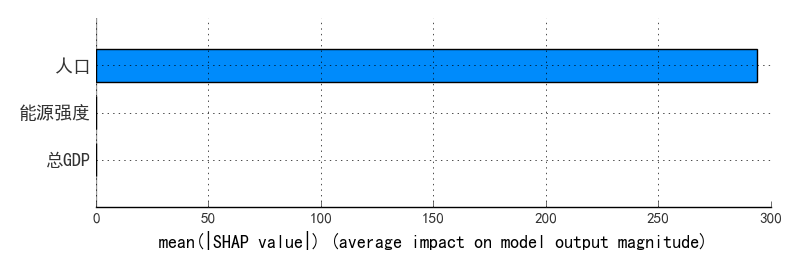 人口
能源强度
总GDP
0 50 100 150 200 250 300
mean(|SHAP value|) (average impact on model output magnitude)